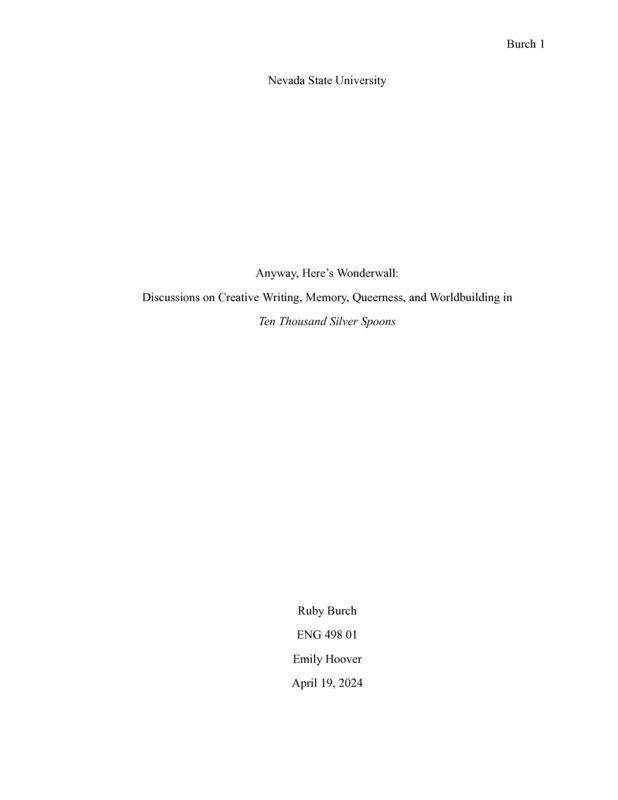 Burch 1
Nevada State University
Anyway, Here’s Wonderwall:
Discussions on Creative Writing, Memory, Queerness, and Worldbuilding in
Ten Thousand Silver Spoons
Ruby Burch
ENG 498 01
Emily Hoover
April 19, 2024